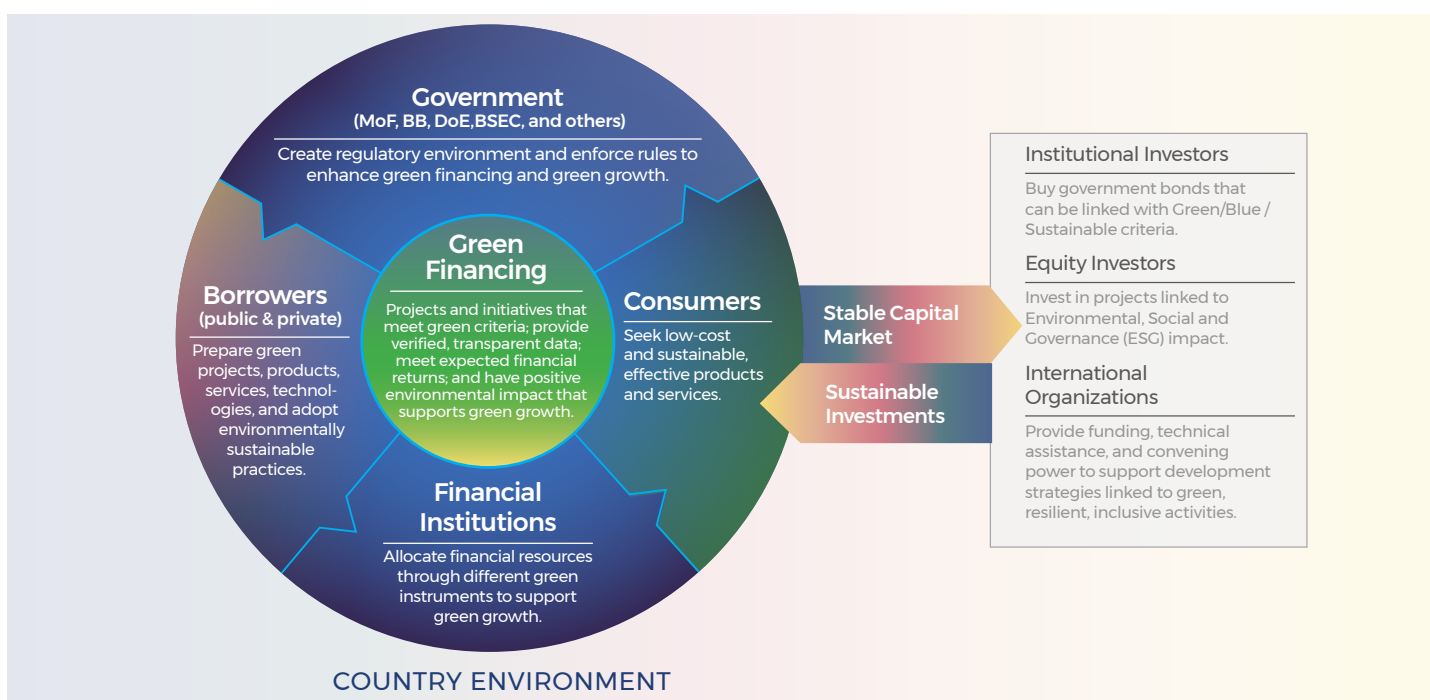 Government
(MoF, BB, DoE,BSEC, and others)
Create regulatory environment and enforce rules to
enhance green financing and green growth.
Green
Financing
Projects and initiatives that
meet green criteria; provide
verified, transparent data;
meet expected financial
returns; and have positive
environmental impact that
supports green growth.
Borrowers
(public & private)
Prepare green
projects, products,
services, technol-
ogies, and adopt
environmentally
sustainable
practices.
Consumers
Seek low-cost
and sustainable,
effective products
and services.
Financial
Institutions
Allocate financial resources
through different green
instruments to support
green growth.
COUNTRY ENVIRONMENT
Stable Capital
Market
Sustainable
Investments
Institutional Investors
Buy government bonds that
can be linked with Green/Blue /
Sustainable criteria.
Equity Investors
Invest in projects linked to
Environmental, Social and
Governance (ESG) impact.
International
Organizations
Provide funding, technical
assistance, and convening
power to support development
strategies linked to green,
resilient, inclusive activities.